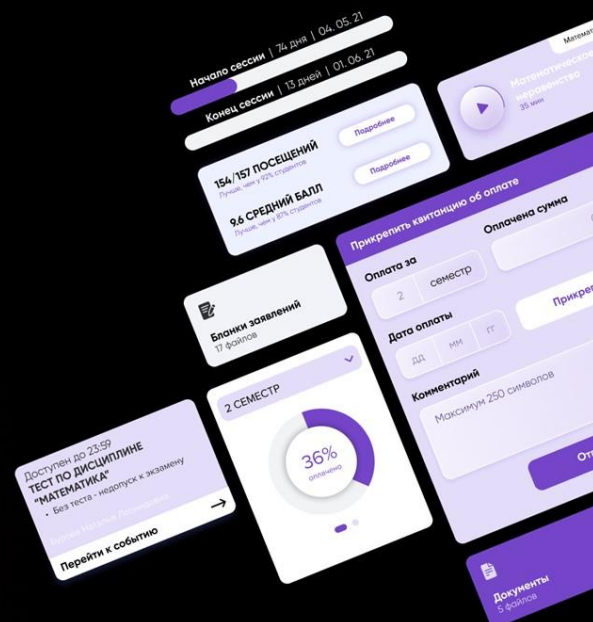 Начало сессии | 74 дня | 04. 05. 21
Конец сессии | 13 дней | 01. 06. 21
154/157 ПОСЕЩЕНИЙ
Лучше, чем у 92% студентов
Подробнее
9.6 СРЕДНИЙ БАЛЛ
Лучше, чем у 87% студентов
Подробнее
Математ
Математическое
неравенство
35 мин
Прикрепить квитанцию об оплате
Оплата за
2 семестр
Оплачена сумма
Дата оплаты
ДД ММ ГГ
Прикреп
Комментарий
Максимум 250 символов
От
Бланки заявлений
17 файлов
2 СЕМЕСТР
36%
оплачено
Доступен до 23:59
ТЕСТ ПО ДИСЦИПЛИНЕ
"МАТЕМАТИКА"
• Без теста - недопуск к экзамену
Перейти к событию
Документы
5 файлов